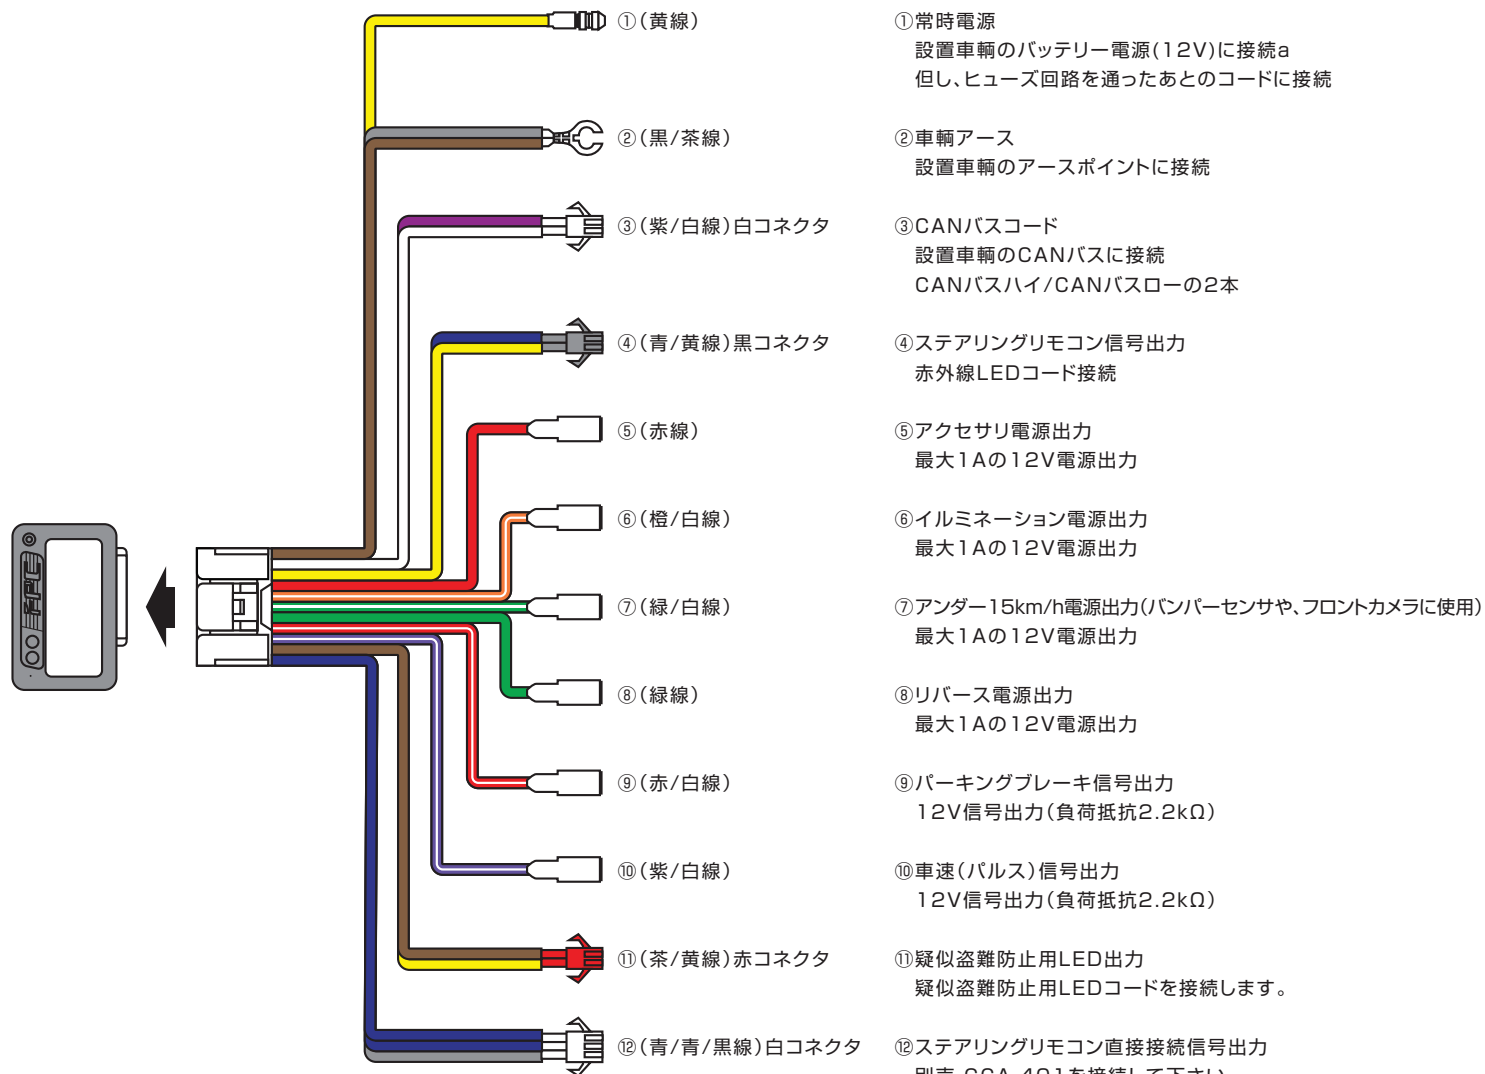 ①(黄線)
①常時電源
設置車輌のバッテリー電源(12V)に接続a
但し、ヒューズ回路を通ったあとのコードに接続
②(黒/茶線)
②車輌アース
設置車輌のアースポイントに接続
③(紫/白線)白コネクタ
③CANバスコード
設置車輌のCANバスに接続
CANバスハイ/CANバスローの2本
④(青/黄線)黒コネクタ
④ステアリングリモコン信号出力
赤外線LEDコード接続
⑤(赤線)
⑤アクセサリ電源出力
最大1Aの12V電源出力
⑥(橙/白線)
⑥イルミネーション電源出力
最大1Aの12V電源出力
⑦(緑/白線)
⑦アンダー15km/h電源出力(バンパーセンサや、フロントカメラに使用)
最大1Aの12V電源出力
⑧(緑線)
⑧リバース電源出力
最大1Aの12V電源出力
⑨(赤/白線)
⑨パーキングブレーキ信号出力
12V信号出力(負荷抵抗2.2kΩ)
⑩(紫/白線)
⑩車速(パルス)信号出力
12V信号出力(負荷抵抗2.2kΩ)
⑪(茶/黄線)赤コネクタ
⑪疑似盗難防止用LED出力
疑似盗難防止用LEDコードを接続します。
⑫(青/青/黒線)白コネクタ
⑫ステアリングリモコン直接接続信号出力